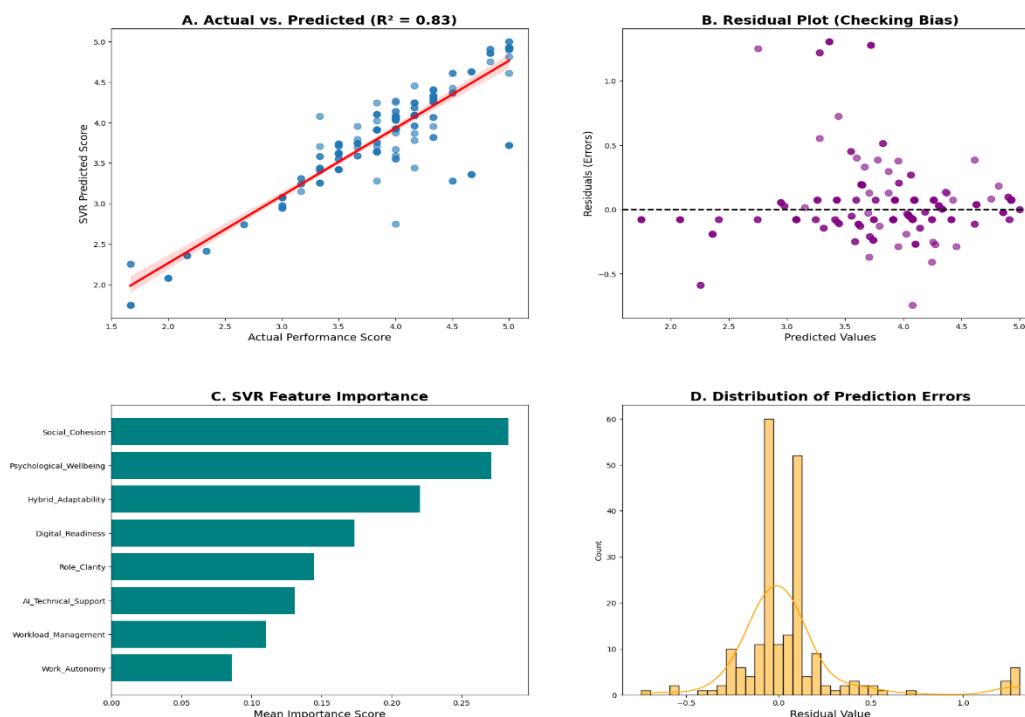 A. Actual vs. Predicted (R² = 0.83)
5.0
4.5
4.0
3.5
3.0
2.5
2.0
SVR Predicted Score
1.5
2.0
2.5
3.0
3.5
4.0
4.5
5.0
Actual Performance Score
B. Residual Plot (Checking Bias)
1.0
0.5
0.0
−0.5
Residuals (Errors)
2.0
2.5
3.0
3.5
4.0
4.5
5.0
Predicted Values
C. SVR Feature Importance
Social_Cohesion
Psychological_Wellbeing
Hybrid_Adaptability
Digital_Readiness
Role_Clarity
AI_Technical_Support
Workload_Management
Work_Autonomy
0.00
0.05
0.10
0.15
0.20
0.25
Mean Importance Score
D. Distribution of Prediction Errors
60
50
40
30
20
10
0
Count
−0.5
0.0
0.5
1.0
Residual Value